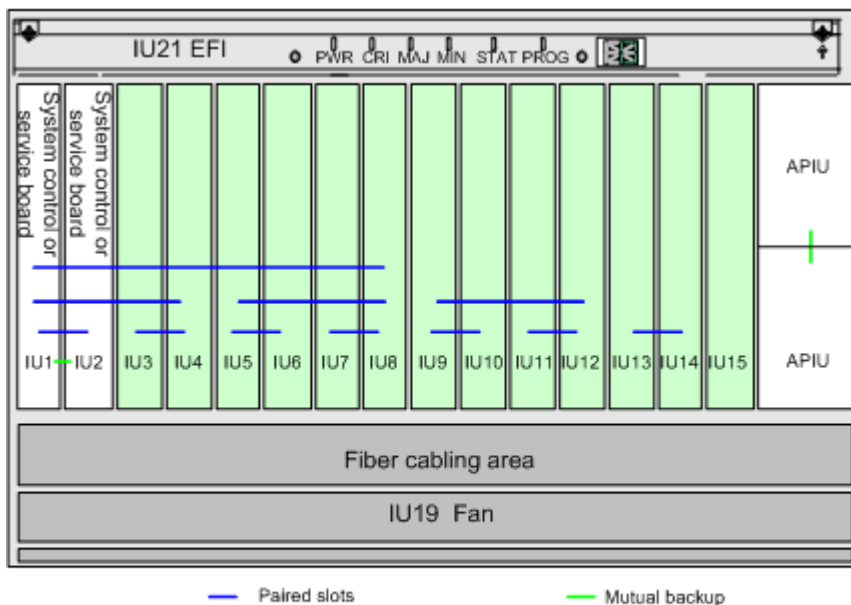 IU21 EFI
PWR CRI MAJ MIN STAT PROG
System control or
service board
System control or
service board
APIU
IU1 IU2 IU3 IU4 IU5 IU6 IU7 IU8 IU9 IU10 IU11 IU12 IU13 IU14 IU15 APIU
Fiber cabling area
IU19 Fan
Paired slots Mutual backup